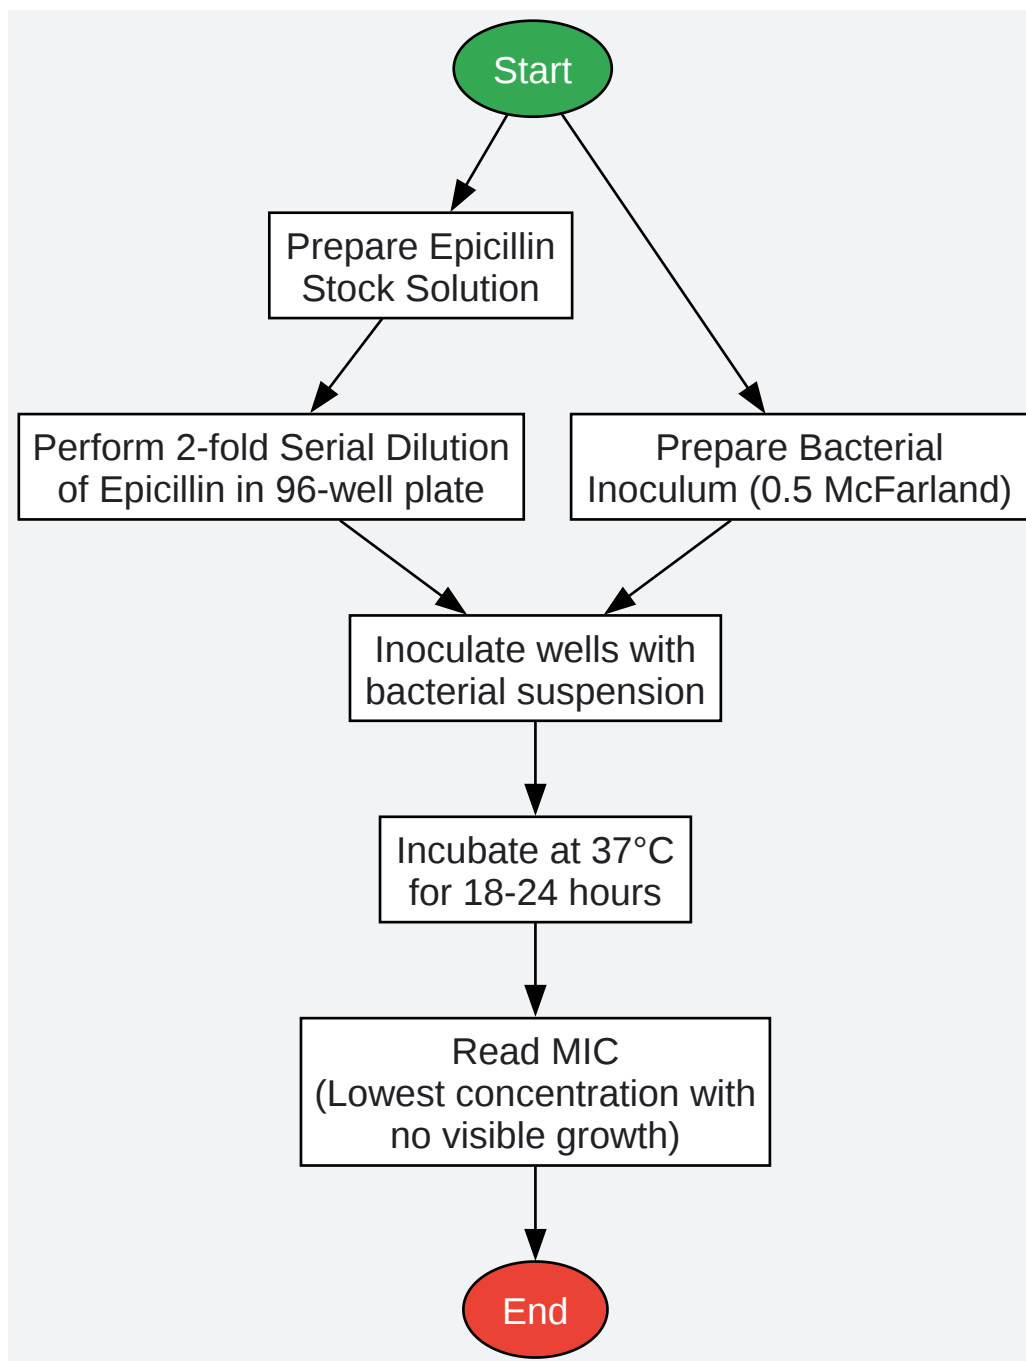 Start
Prepare Epicillin
Stock Solution
Perform 2-fold Serial Dilution
of Epicillin in 96-well plate
Prepare Bacterial
Inoculum (0.5 McFarland)
Inoculate wells with
bacterial suspension
Incubate at 37°C
for 18-24 hours
Read MIC
(Lowest concentration with
no visible growth)
End